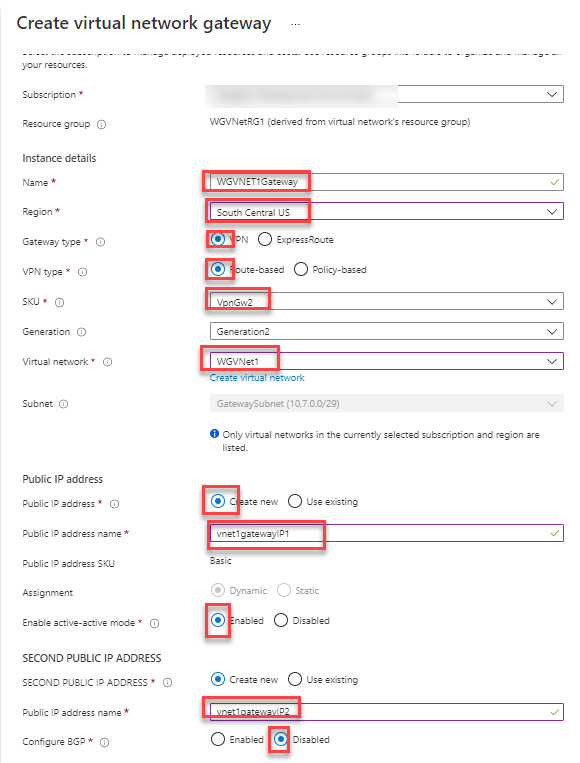 Create virtual network gateway ...
your resources.
Subscription *
Resource group WGVNetRG1 (derived from virtual network's resource group)
Instance details
Name * WGVNET1Gateway
Region * South Central US
Gateway type * VPN ExpressRoute
VPN type * Route-based Policy-based
SKU * VpnGw2
Generation Generation2
Virtual network * WGVNet1
Create virtual network
Subnet GatewaySubnet (10.7.0.0/29)
Only virtual networks in the currently selected subscription and region are
listed.
Public IP address
Public IP address * Create new Use existing
Public IP address name * vnet1gatewayIP1
Public IP address SKU Basic
Assignment Dynamic Static
Enable active-active mode * Enabled Disabled
SECOND PUBLIC IP ADDRESS
SECOND PUBLIC IP ADDRESS * Create new Use existing
Public IP address name * vnet1gatewayIP2
Configure BGP * Enabled Disabled